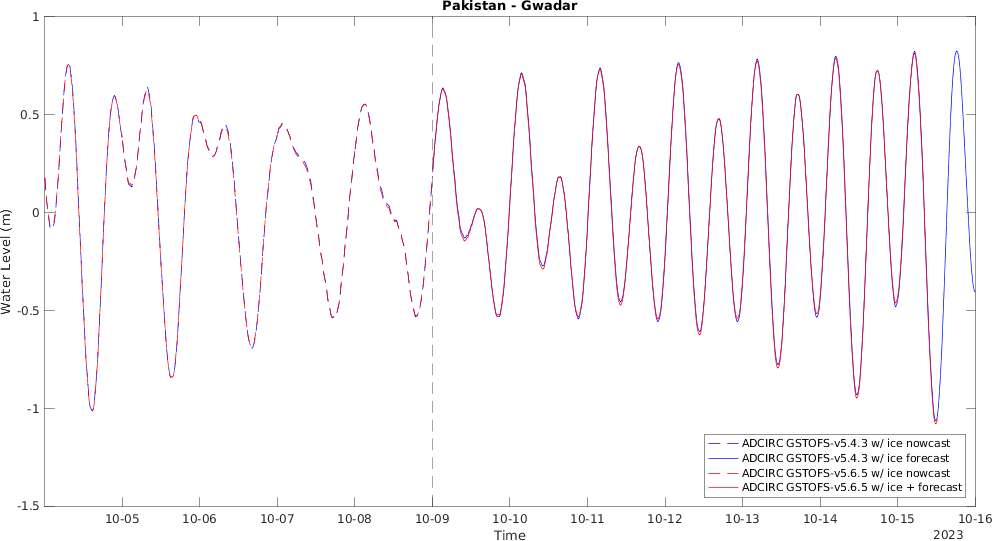 Pakistan - Gwadar
1
0.5
0
-0.5
-1
-1.5
Water Level (m)
ADCIRC GSTOFS-v5.4.3 w/ ice nowcast
ADCIRC GSTOFS-v5.4.3 w/ ice forecast
ADCIRC GSTOFS-v5.6.5 w/ ice nowcast
ADCIRC GSTOFS-v5.6.5 w/ ice + forecast
10-05 10-06 10-07 10-08 10-09 10-10 10-11 10-12 10-13 10-14 10-15 10-16
Time
2023